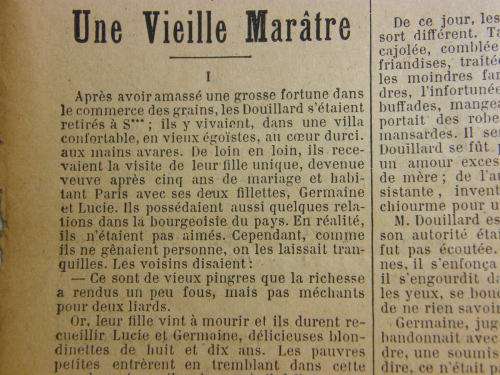 Une Vieille Marâtre
I
Après avoir amassé une grosse fortune dans
le commerce des grains, les Douillard s'étaient
retirés à S*** ; ils y vivaient, dans une villa
confortable, en vieux égoïstes, au cœur durci.
aux mains avares. De loin en loin, ils rece-
vaient la visite de leur fille unique, devenue
veuve après cinq ans de mariage et habi-
tant Paris avec ses deux fillettes, Germaine
et Lucie. Ils possédaient aussi quelques rela-
tions dans la bourgeoisie du pays. En réalité,
ils n'étaient pas aimés. Cependant, comme
ils ne gênaient personne, on les laissait tran-
quilles. Les voisins disaient :
— Ce sont de vieux pingres que la richesse
a rendus un peu fous, mais pas méchants
pour deux liards.
Or, leur fille vint à mourir et ils durent re-
cueillir Lucie et Germaine, délicieuses blon-
dinettes de huit et dix ans. Les pauvres
petites entrèrent en tremblant dans cette
De ce jour, les
sort différent. Ta
cajolée, comblée
friandises, traitée
les moindres fan
dres, l'infortunée
buffades, mangea
portait des robe
mansardes. Il se
Douillard se fût p
un amour exces
de mère ; de l'a
sistante, invent
chiourme pour u
M. Douillard es
son autorité étai
fut pas écoutée.
nes, il s'enfonça
il s'engourdit da
les yeux, se bou
de ne rien savoir
Germaine, jug
bandonnait avec
dre, une soumis
dire, ce n'était p